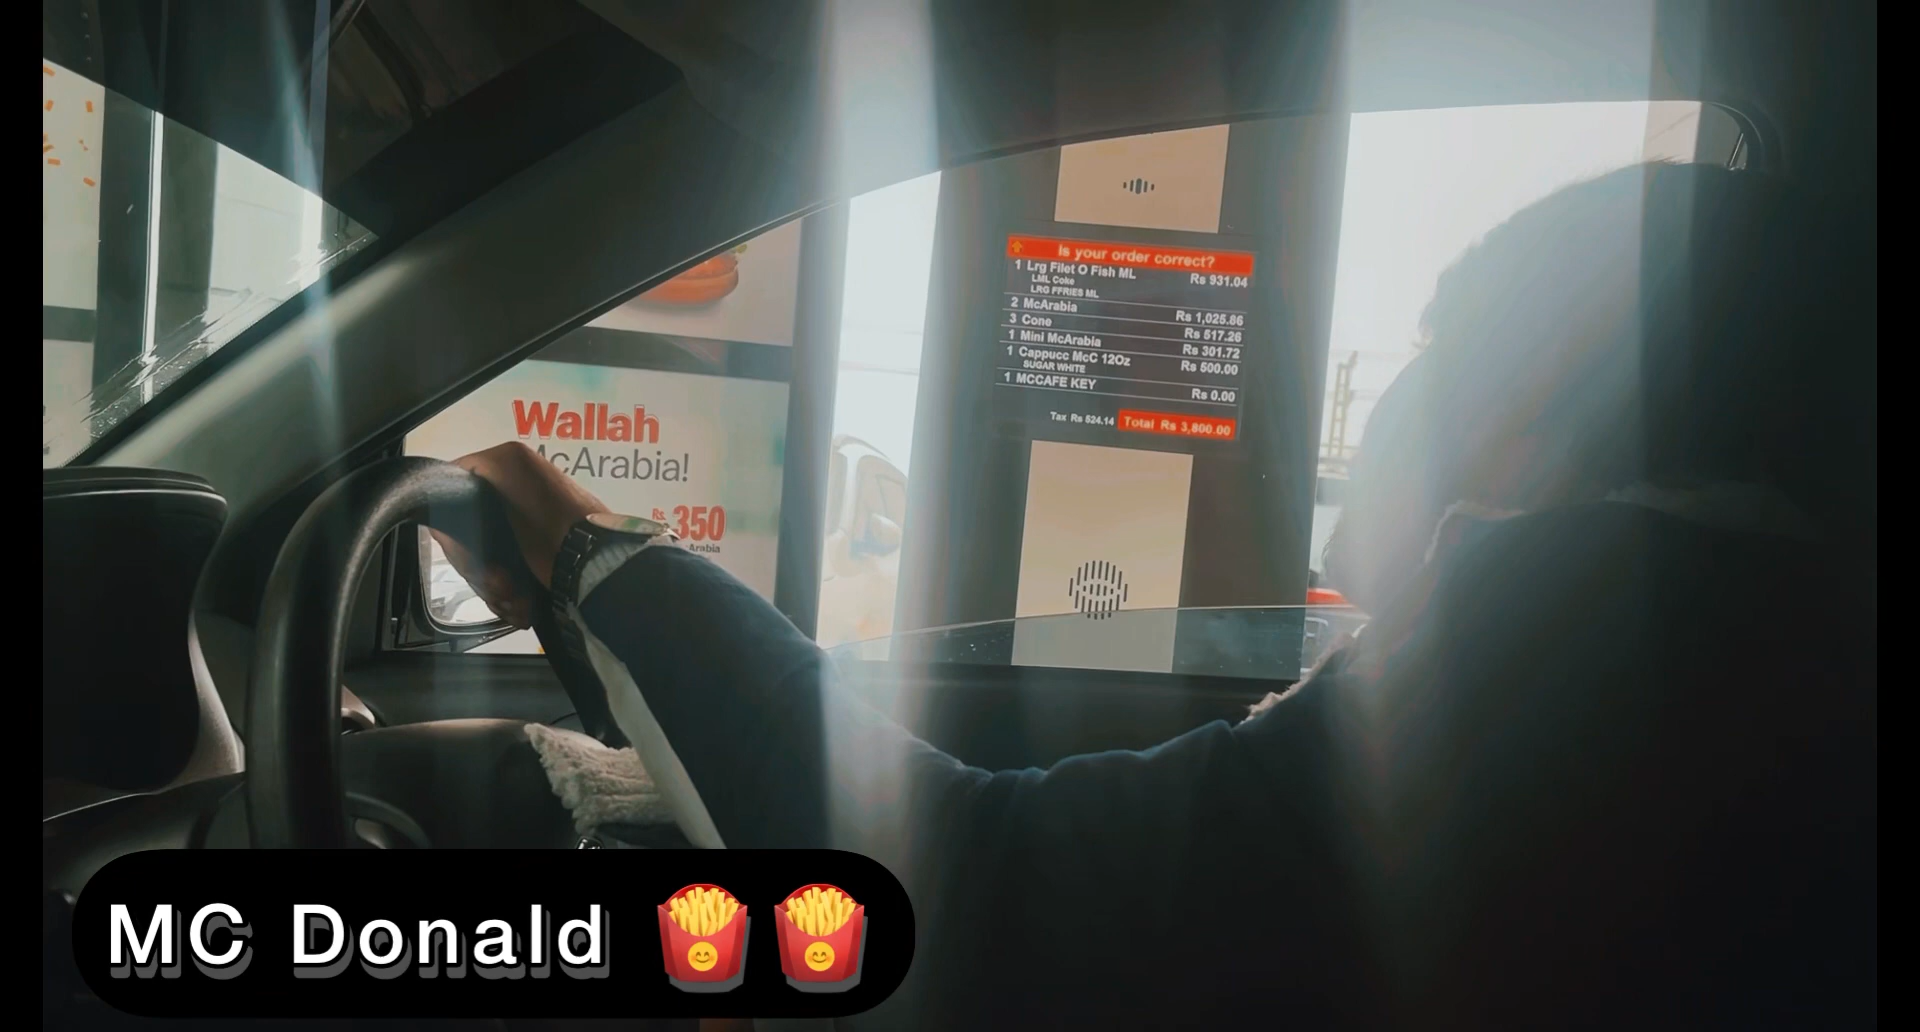 Is your order correct?
1 Lrg Filet O Fish ML Rs 931.04
LML Coke
LRG FFRIES ML
2 McArabia Rs 1,025.86
3 Cone Rs 517.26
1 Mini McArabia Rs 301.72
1 Cappucc McC 12Oz Rs 500.00
SUGAR WHITE
1 MCCAFE KEY Rs 0.00
Tax Rs 524.14 Total Rs 3,800.00
Wallah
McArabia!
Rs. 350
Arabia
MC Donald 🍟🍟